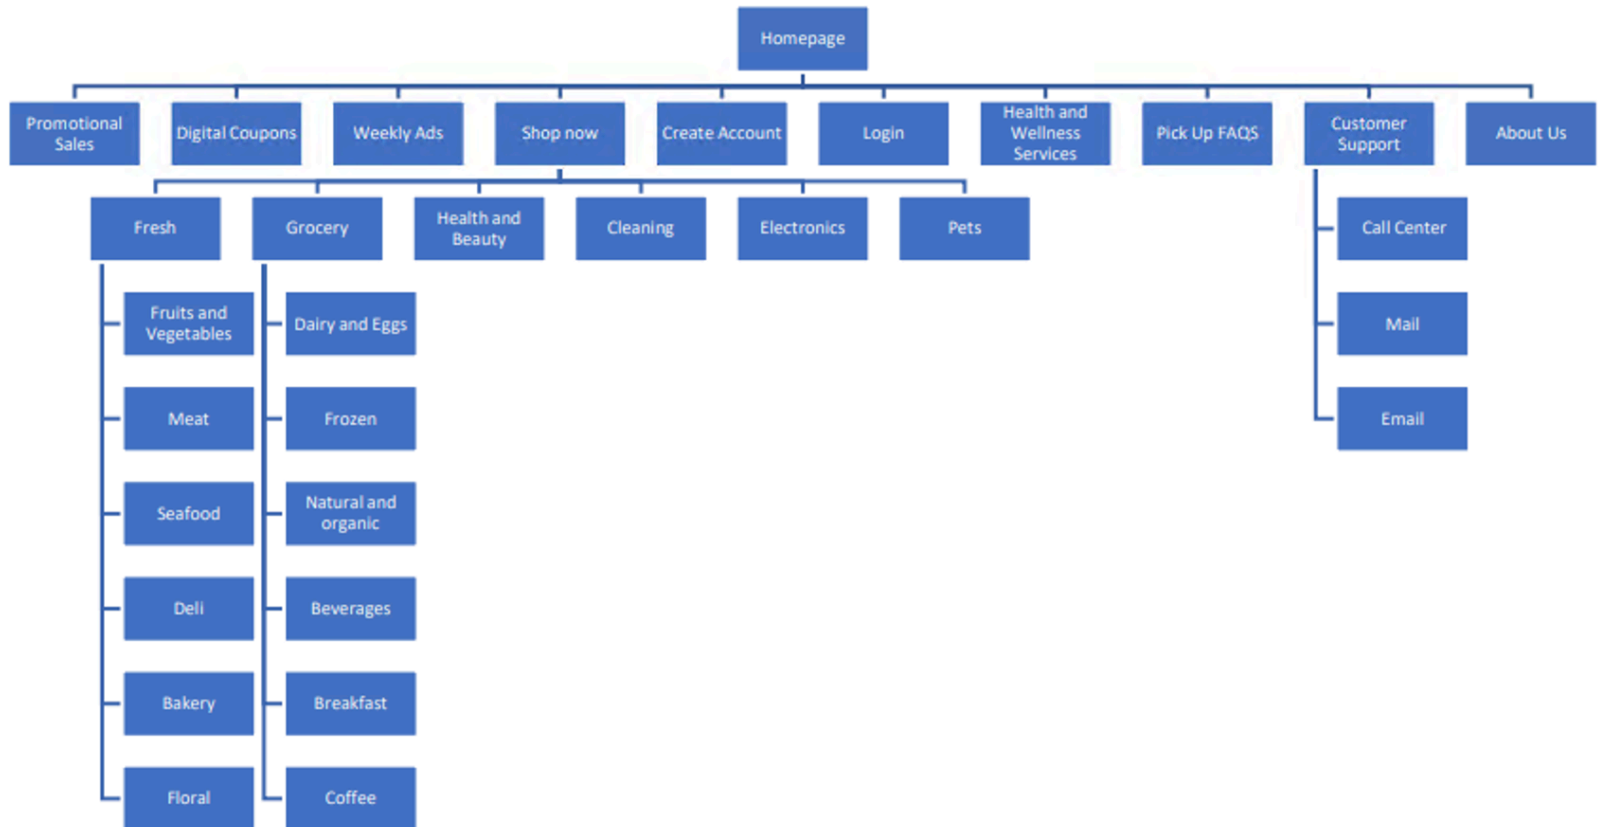 Homepage
Promotional
Sales
Digital Coupons
Weekly Ads
Shop now
Create Account
Login
Health and
Wellness
Services
Pick Up FAQS
Customer
Support
About Us
Fresh
Grocery
Health and
Beauty
Cleaning
Electronics
Pets
Call Center
Fruits and
Vegetables
Dairy and Eggs
Mail
Meat
Frozen
Email
Seafood
Natural and
organic
Deli
Beverages
Bakery
Breakfast
Floral
Coffee